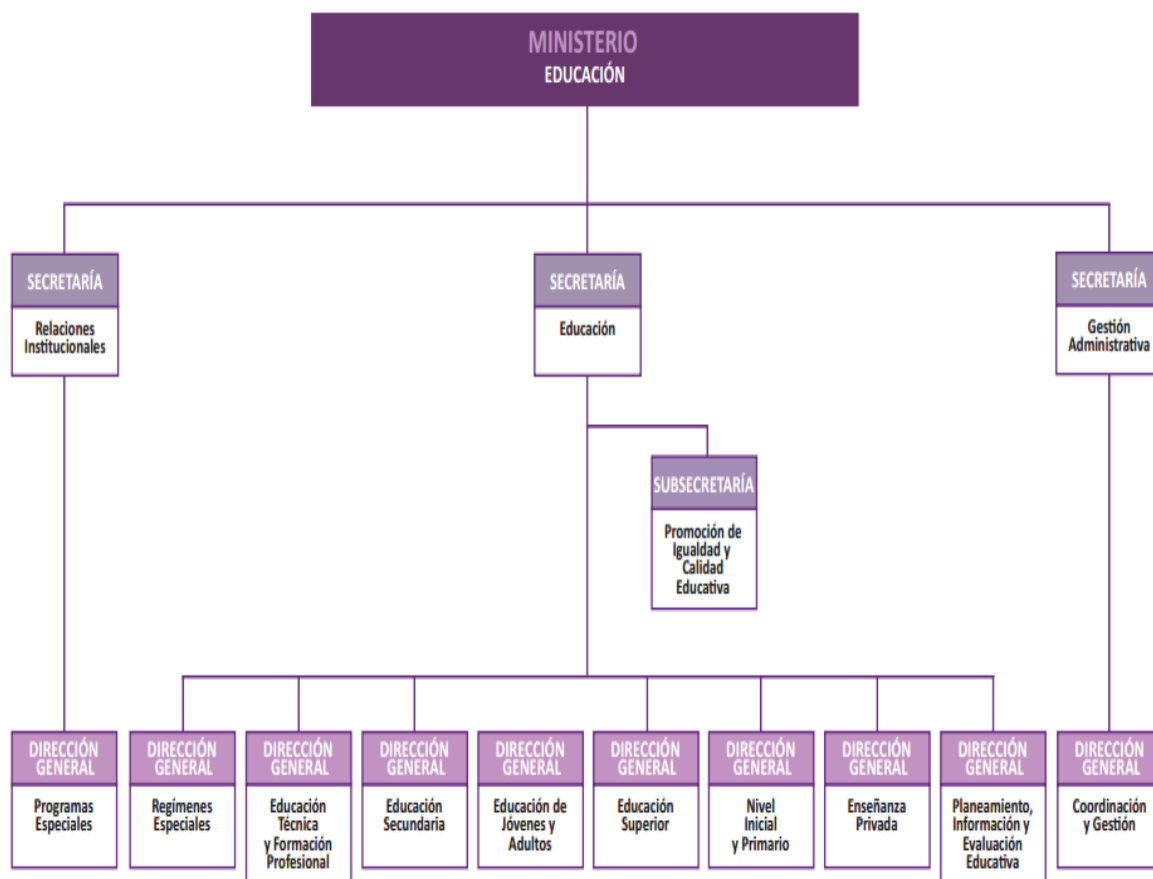 MINISTERIO
EDUCACIÓN
SECRETARÍA
Relaciones
Institucionales
SECRETARÍA
Educación
SECRETARÍA
Gestión
Administrativa
SUBSECRETARÍA
Promoción de
Igualdad y
Calidad
Educativa
DIRECCIÓN
GENERAL
Programas
Especiales
DIRECCIÓN
GENERAL
Regímenes
Especiales
DIRECCIÓN
GENERAL
Educación
Técnica
y Formación
Profesional
DIRECCIÓN
GENERAL
Educación
Secundaria
DIRECCIÓN
GENERAL
Educación de
Jóvenes y
Adultos
DIRECCIÓN
GENERAL
Educación
Superior
DIRECCIÓN
GENERAL
Nivel
Inicial
y Primario
DIRECCIÓN
GENERAL
Enseñanza
Privada
DIRECCIÓN
GENERAL
Planeamiento,
Información y
Evaluación
Educativa
DIRECCIÓN
GENERAL
Coordinación
y Gestión